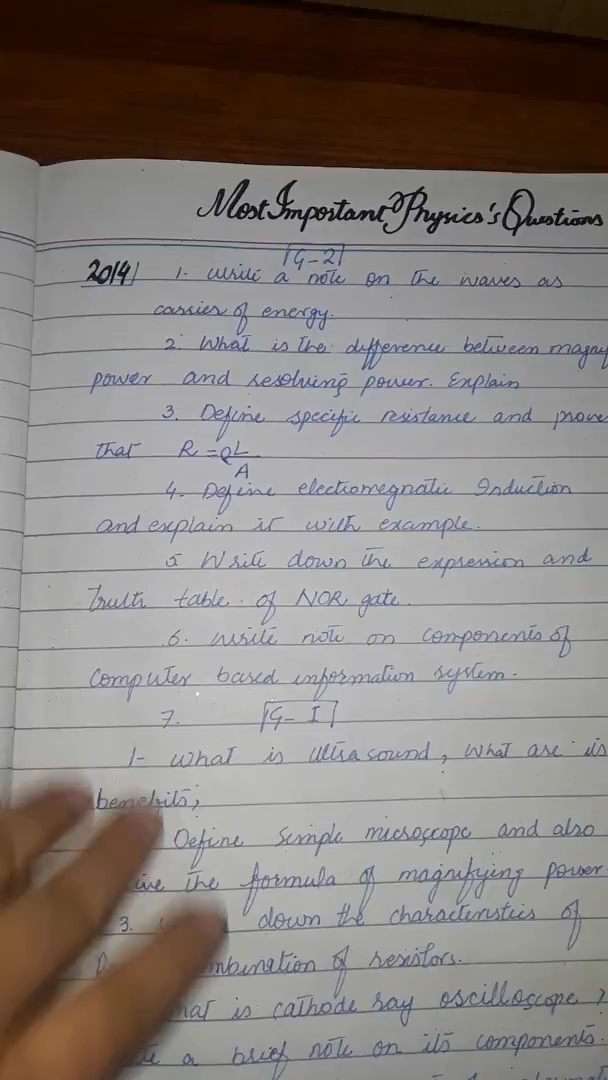 Most Important Physics's Questions
G-2
2014 1. Write a note on the waves as
carrier of energy.
2. What is the difference between
power and resolving power. Explain
3. Define specific resistance and prove
that R = ρL/A
4. Define electiomegnatic Induction
and explain it with example.
5 Write down the expression and
Truth table. of NOR gate.
6. write note on components of
Computer based information system.
7. G-I
1- what is ultrasound, what are its
benefits,
Define simple microscope and also
the formula of magnifying power.
3. down the characteristics of
of resistors.
is cathode ray oscilloscope?
a brief note on its components.